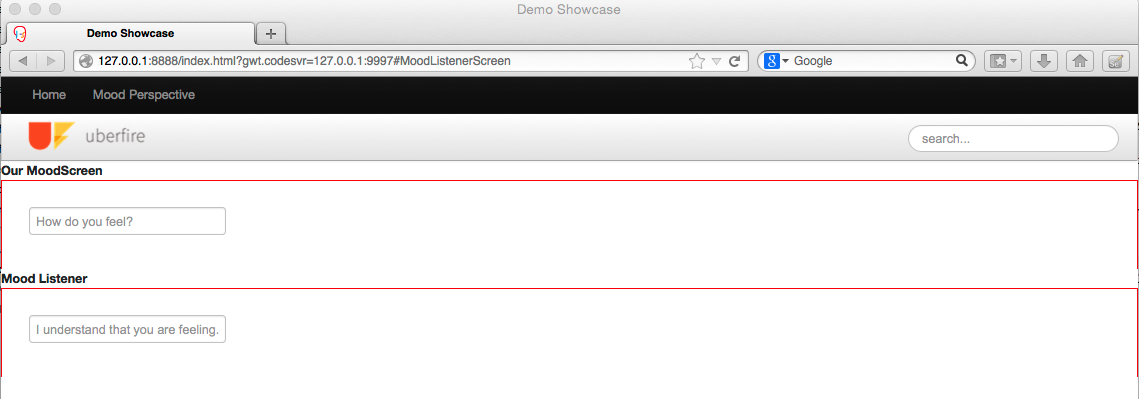 Demo Showcase
Demo Showcase
127.0.0.1:8888/index.html?gwt.codesvr=127.0.0.1:9997#MoodListenerScreen
Google
Home Mood Perspective
uberfire
search...
Our MoodScreen
How do you feel?
Mood Listener
I understand that you are feeling.